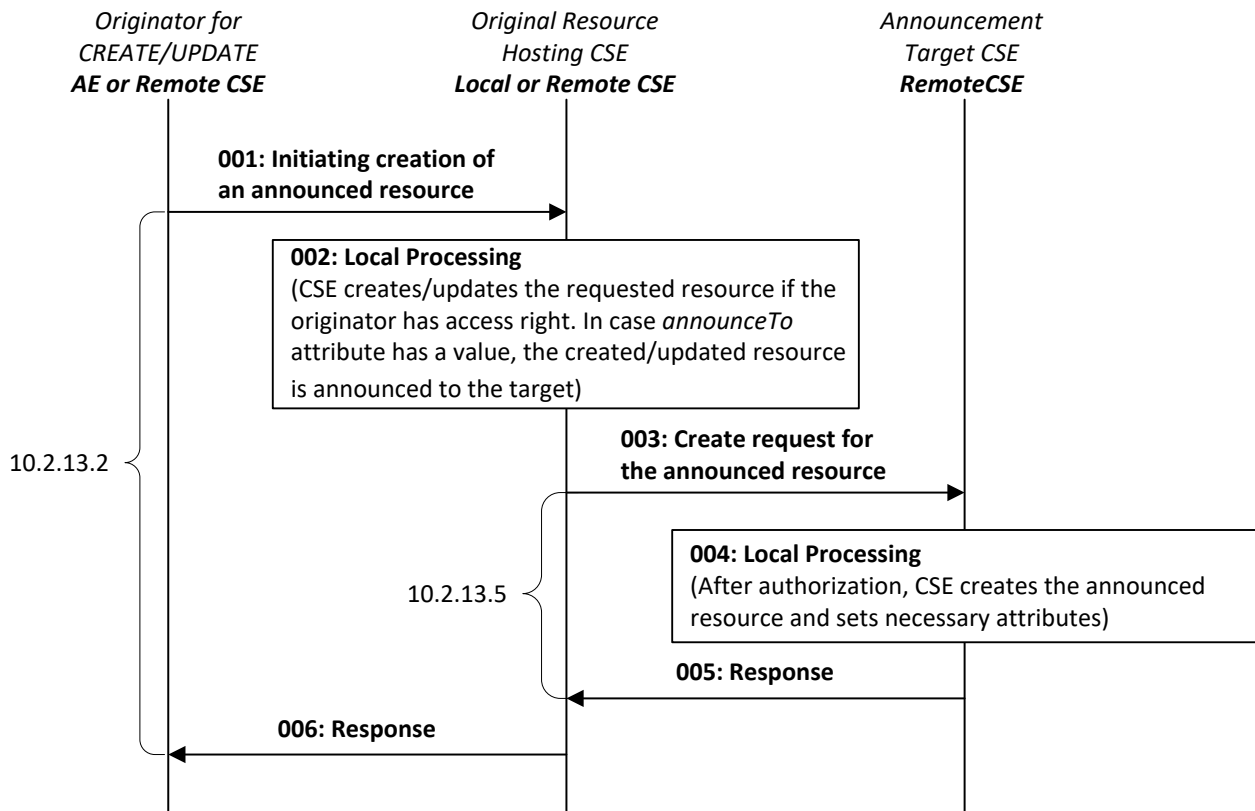 Originator for
CREATE/UPDATE
AE or Remote CSE
Original Resource
Hosting CSE
Local or Remote CSE
Announcement
Target CSE
RemoteCSE
001: Initiating creation of
an announced resource
002: Local Processing
(CSE creates/updates the requested resource if the
originator has access right. In case announceTo
attribute has a value, the created/updated resource
is announced to the target)
003: Create request for
the announced resource
10.2.13.2
004: Local Processing
(After authorization, CSE creates the announced
resource and sets necessary attributes)
10.2.13.5
005: Response
006: Response